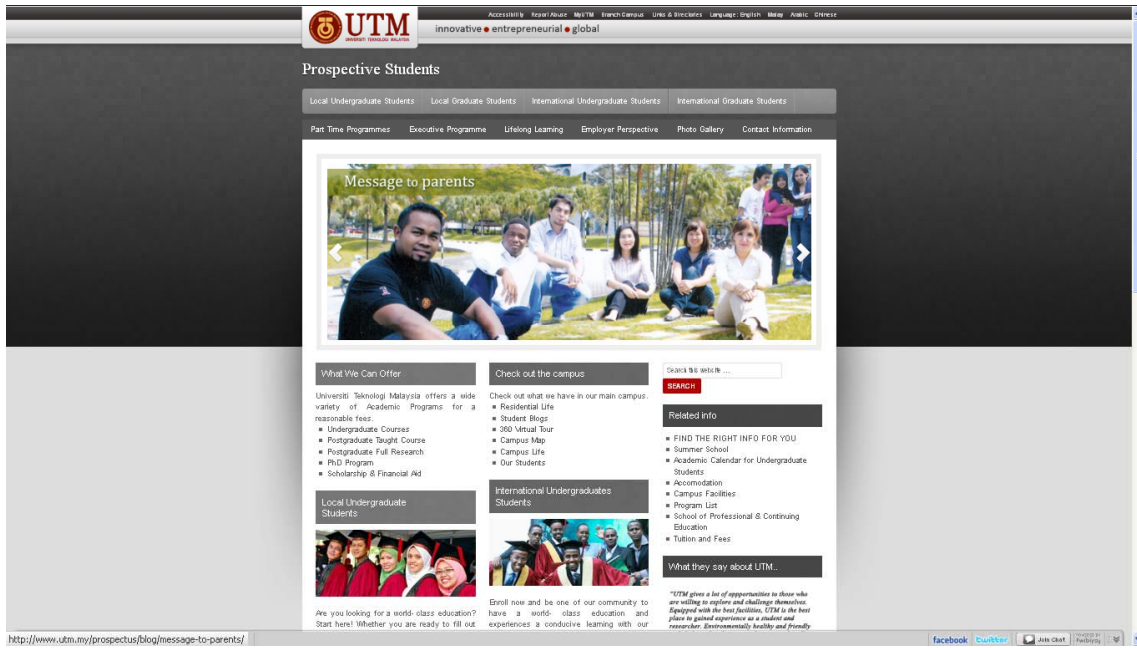 Accessibility Report Abuse MyUTM Branch Campus Links & Directories Language: English Malay Arabic Chinese
UTM
UNIVERSITI TEKNOLOGI MALAYSIA
innovative ● entrepreneurial ● global
Prospective Students
Local Undergraduate Students Local Graduate Students International Undergraduate Students International Graduate Students
Part Time Programmes Executive Programme Lifelong Learning Employer Perspective Photo Gallery Contact Information
Message to parents
What We Can Offer
Universiti Teknologi Malaysia offers a wide
variety of Academic Programs for a
reasonable fees.
Undergraduate Courses
Postgraduate Taught Course
Postgraduate Full Research
PhD Program
Scholarship & Financial Aid
Local Undergraduate
Students
Are you looking for a world- class education?
Start here! Whether you are ready to fill out
Check out the campus
Check out what we have in our main campus.
Residential Life
Student Blogs
360 Virtual Tour
Campus Map
Campus Life
Our Students
International Undergraduates
Students
Enroll now and be one of our community to
have a world- class education and
experiences a conducive learning with our
Search this website ...
SEARCH
Related info
FIND THE RIGHT INFO FOR YOU
Summer School
Academic Calendar for Undergraduate
Students
Accomodation
Campus Facilities
Program List
School of Professional & Continuing
Education
Tuition and Fees
What they say about UTM..
"UTM gives a lot of oppportunities to those who
are willing to explore and challenge themselves.
Equipped with the best facilities, UTM is the best
place to gained experience as a student and
researcher. Environmentally healthy and friendly
http://www.utm.my/prospectus/blog/message-to-parents/
facebook twitter Join Chat